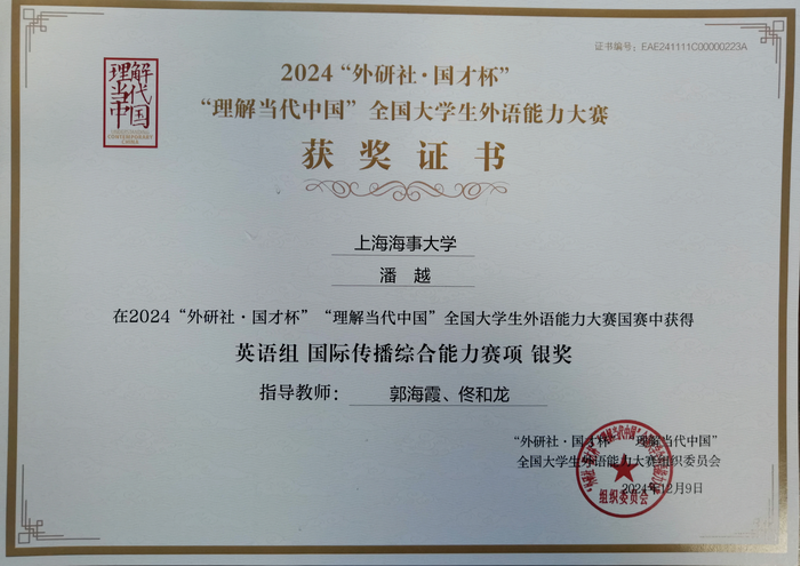 证书编号：EAE241111C00000223A
理解
当代
中国
UNDERSTANDING
CONTEMPORARY
CHINA
2024“外研社·国才杯”
“理解当代中国”全国大学生外语能力大赛
获奖证书
上海海事大学
潘 越
在2024“外研社·国才杯”“理解当代中国”全国大学生外语能力大赛国赛中获得
英语组 国际传播综合能力赛项 银奖
指导教师： 郭海霞、佟和龙
“外研社·国才杯”“理解当代中国”
全国大学生外语能力大赛组织委员会
2024年12月9日
组织委员会